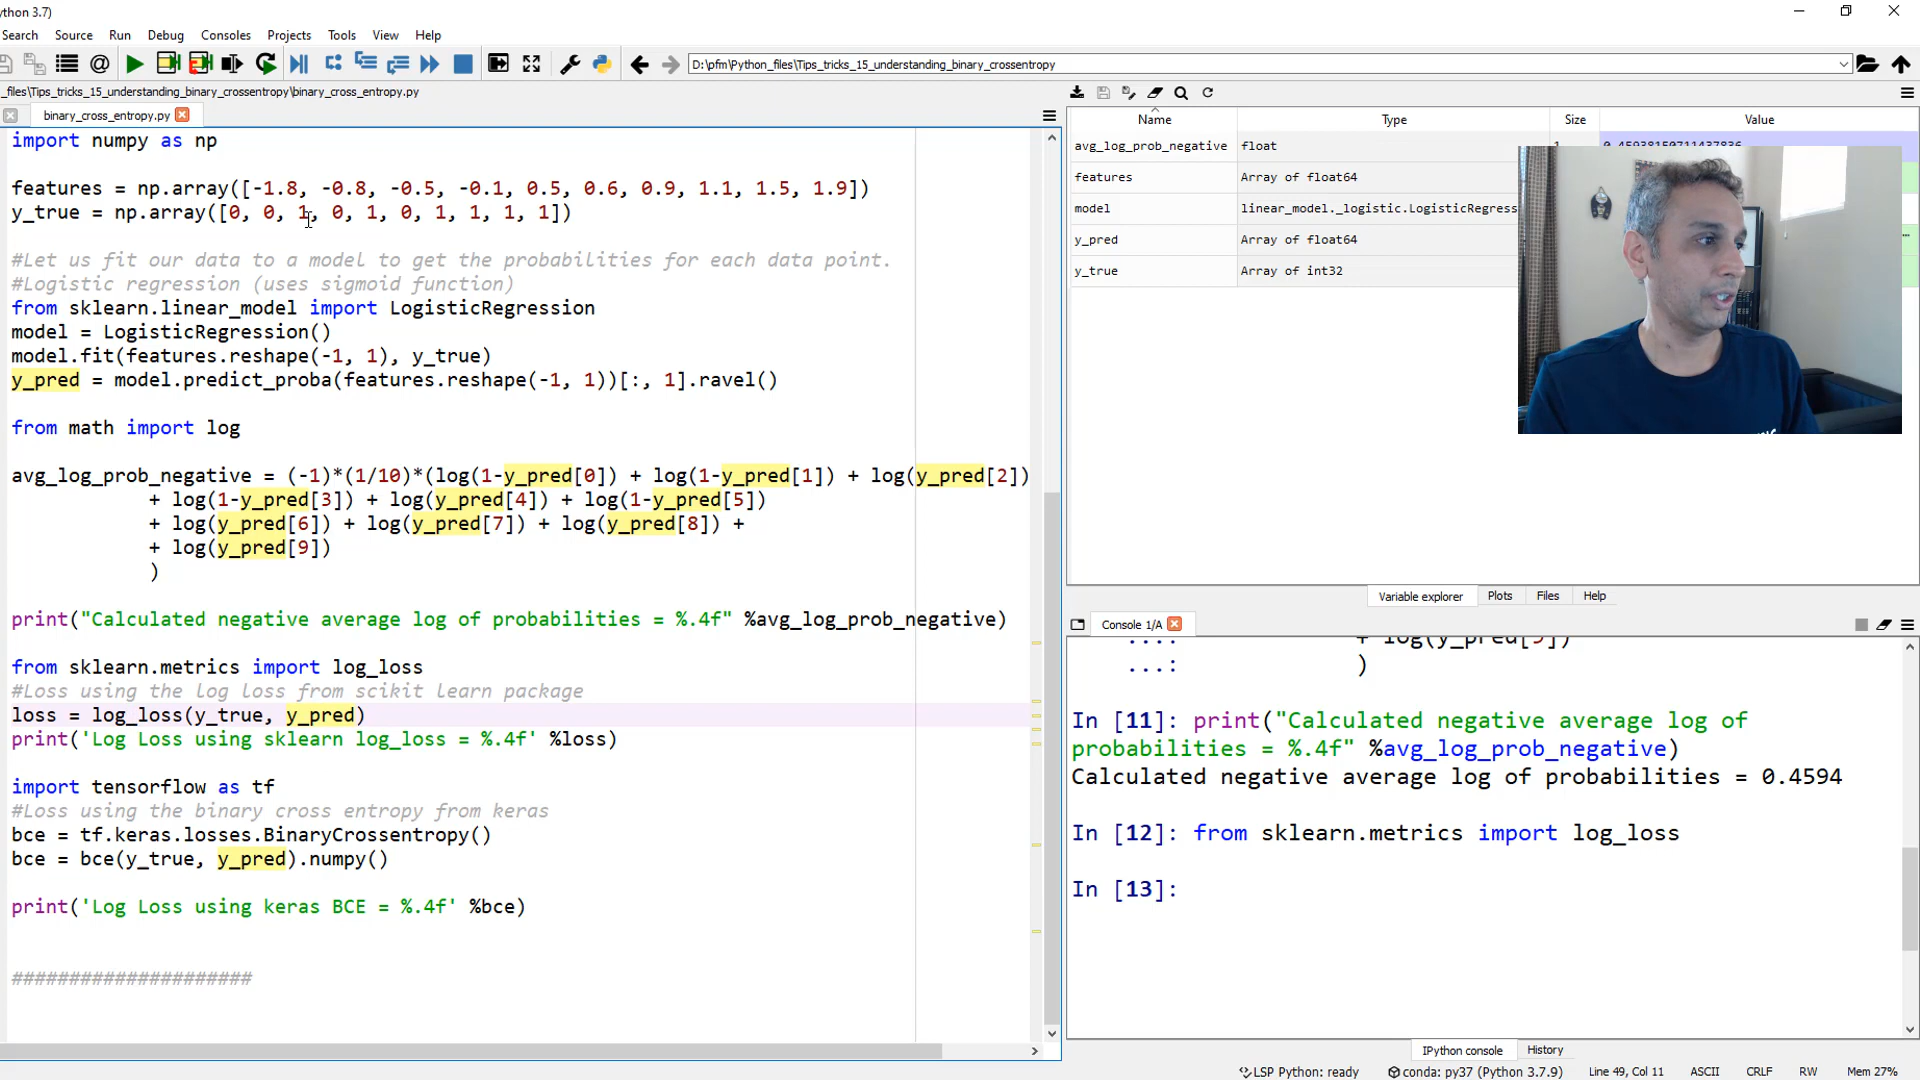 ython 3.7)
Search Source Run Debug Consoles Projects Tools View Help
D:\pfm\Python_files\Tips_tricks_15_understanding_binary_crossentropy
_files\Tips_tricks_15_understanding_binary_crossentropy\binary_cross_entropy.py
binary_cross_entropy.py
import numpy as np
features = np.array([-1.8, -0.8, -0.5, -0.1, 0.5, 0.6, 0.9, 1.1, 1.5, 1.9])
y_true = np.array([0, 0, 1, 0, 1, 0, 1, 1, 1, 1])
#Let us fit our data to a model to get the probabilities for each data point.
#Logistic regression (uses sigmoid function)
from sklearn.linear_model import LogisticRegression
model = LogisticRegression()
model.fit(features.reshape(-1, 1), y_true)
y_pred = model.predict_proba(features.reshape(-1, 1))[:, 1].ravel()
from math import log
avg_log_prob_negative = (-1)*(1/10)*(log(1-y_pred[0]) + log(1-y_pred[1]) + log(y_pred[2])
+ log(1-y_pred[3]) + log(y_pred[4]) + log(1-y_pred[5])
+ log(y_pred[6]) + log(y_pred[7]) + log(y_pred[8]) +
+ log(y_pred[9])
)
print("Calculated negative average log of probabilities = %.4f" %avg_log_prob_negative)
from sklearn.metrics import log_loss
#Loss using the log loss from scikit learn package
loss = log_loss(y_true, y_pred)
print('Log Loss using sklearn log_loss = %.4f' %loss)
import tensorflow as tf
#Loss using the binary cross entropy from keras
bce = tf.keras.losses.BinaryCrossentropy()
bce = bce(y_true, y_pred).numpy()
print('Log Loss using keras BCE = %.4f' %bce)
#####################
Name Type Size Value
avg_log_prob_negative float
features Array of float64
model linear_model._logistic.LogisticRegress
y_pred Array of float64
y_true Array of int32
Variable explorer Plots Files Help
Console 1/A
...: + log(y_pred[9])
...: )
In [11]: print("Calculated negative average log of
probabilities = %.4f" %avg_log_prob_negative)
Calculated negative average log of probabilities = 0.4594
In [12]: from sklearn.metrics import log_loss
In [13]:
IPython console History
LSP Python: ready conda: py37 (Python 3.7.9) Line 49, Col 11 ASCII CRLF RW Mem 27%